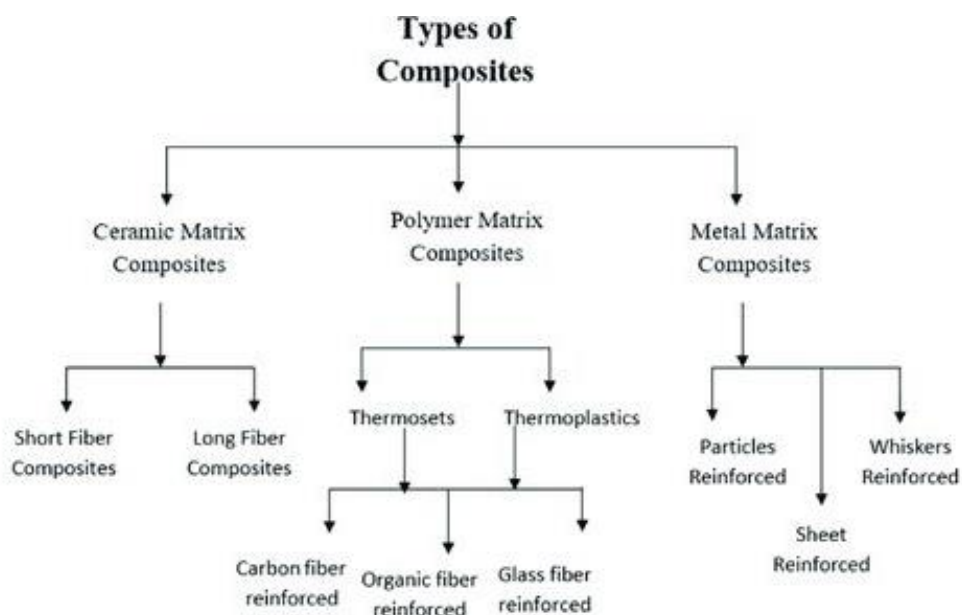 Types of
Composites
Ceramic Matrix
Composites
Polymer Matrix
Composites
Metal Matrix
Composites
Short Fiber
Composites
Long Fiber
Composites
Thermosets
Thermoplastics
Particles
Reinforced
Whiskers
Reinforced
Sheet
Reinforced
Carbon fiber
reinforced
Organic fiber
reinforced
Glass fiber
reinforced